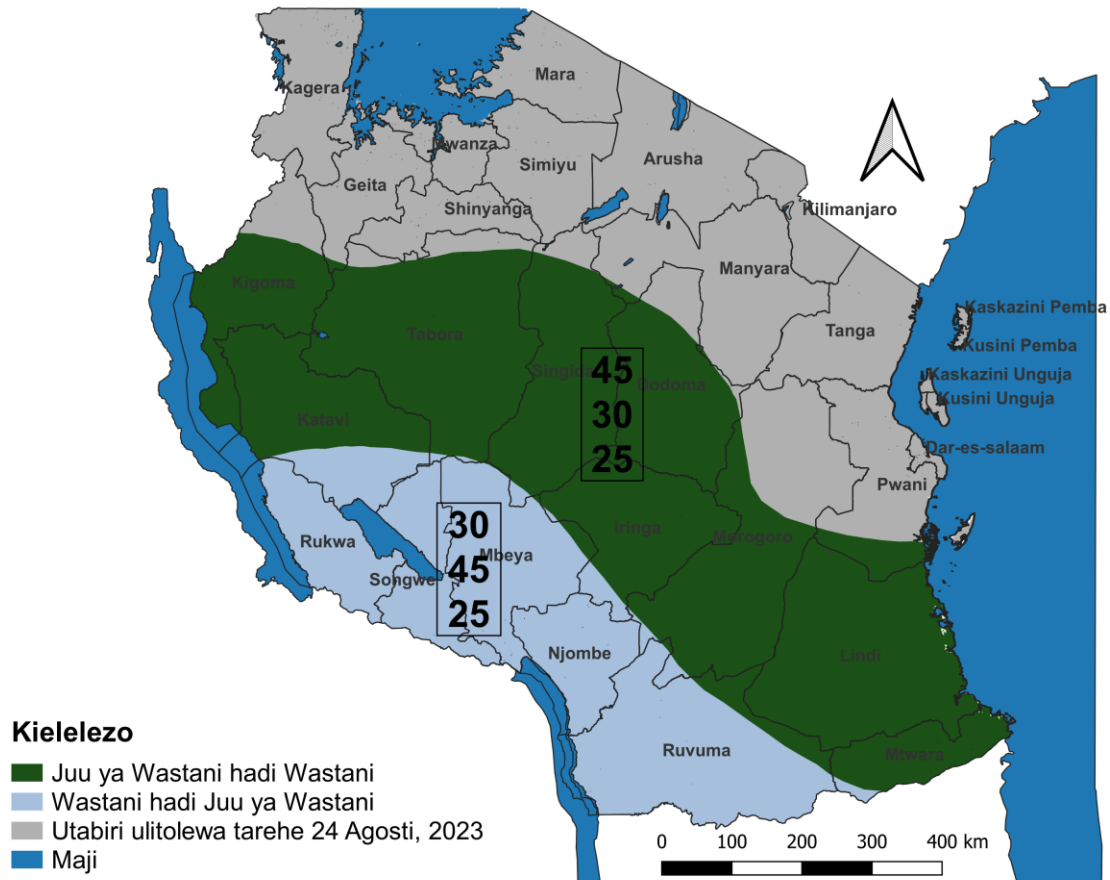 Mara
Kagera
Mwanza
Arusha
Simiyu
Geita
Shinyanga
Kilimanjaro
Manyara
Kigoma
Kaskazini Pemba
Tabora
Tanga
Kusini Pemba
Singida
45
Dodoma
Kaskazini Unguja
Kusini Unguja
30
Katavi
Dar-es-salaam
25
Pwani
30
Iringa
Morogoro
Rukwa
Mbeya
45
Songwe
25
Njombe
Lindi
Ruvuma
Mtwara
Kielelezo
Juu ya Wastani hadi Wastani
Wastani hadi Juu ya Wastani
Utabiri ulitolewa tarehe 24 Agosti, 2023
Maji
0 100 200 300 400 km